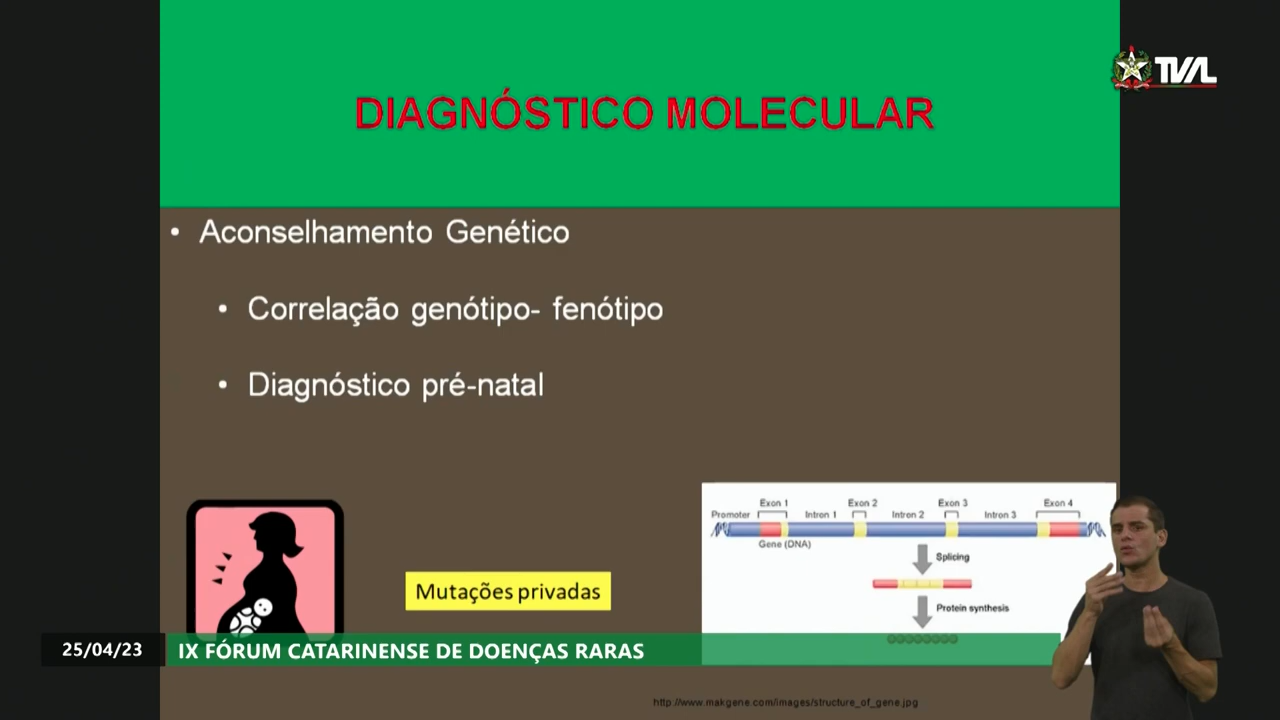 TVAL
DIAGNÓSTICO MOLECULAR
• Aconselhamento Genético
• Correlação genótipo- fenótipo
• Diagnóstico pré-natal
Exon 1 Exon 2 Exon 3 Exon 4
Promoter Intron 1 Intron 2 Intron 3
Gene (DNA)
Splicing
Protein synthesis
Mutações privadas
25/04/23 IX FÓRUM CATARINENSE DE DOENÇAS RARAS
http://www.makgene.com/images/structure_of_gene.jpg